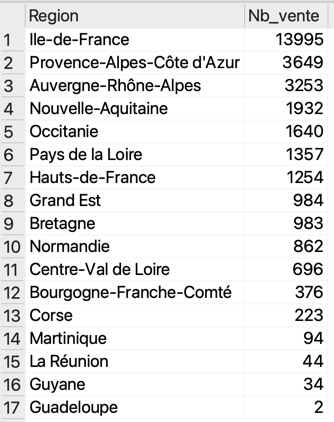 Region Nb_vente
1 Ile-de-France 13995
2 Provence-Alpes-Côte d'Azur 3649
3 Auvergne-Rhône-Alpes 3253
4 Nouvelle-Aquitaine 1932
5 Occitanie 1640
6 Pays de la Loire 1357
7 Hauts-de-France 1254
8 Grand Est 984
9 Bretagne 983
10 Normandie 862
11 Centre-Val de Loire 696
12 Bourgogne-Franche-Comté 376
13 Corse 223
14 Martinique 94
15 La Réunion 44
16 Guyane 34
17 Guadeloupe 2